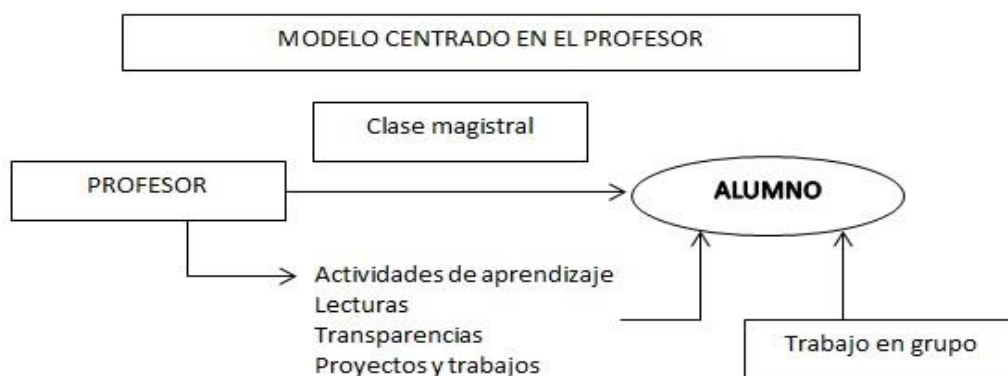 MODELO CENTRADO EN EL PROFESOR
Clase magistral
PROFESOR
ALUMNO
Actividades de aprendizaje
Lecturas
Transparencias
Proyectos y trabajos
Trabajo en grupo